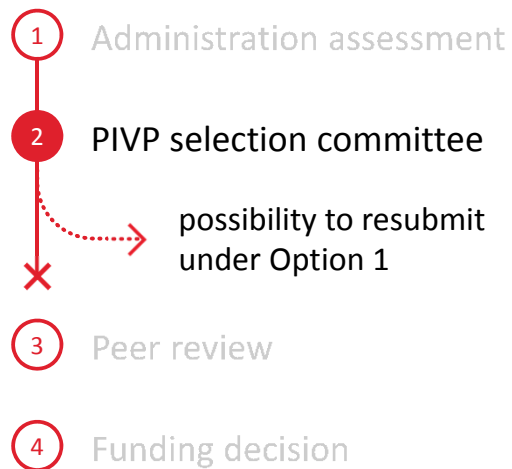 1 Administration assessment
2 PIVP selection committee
possibility to resubmit
under Option 1
3 Peer review
4 Funding decision